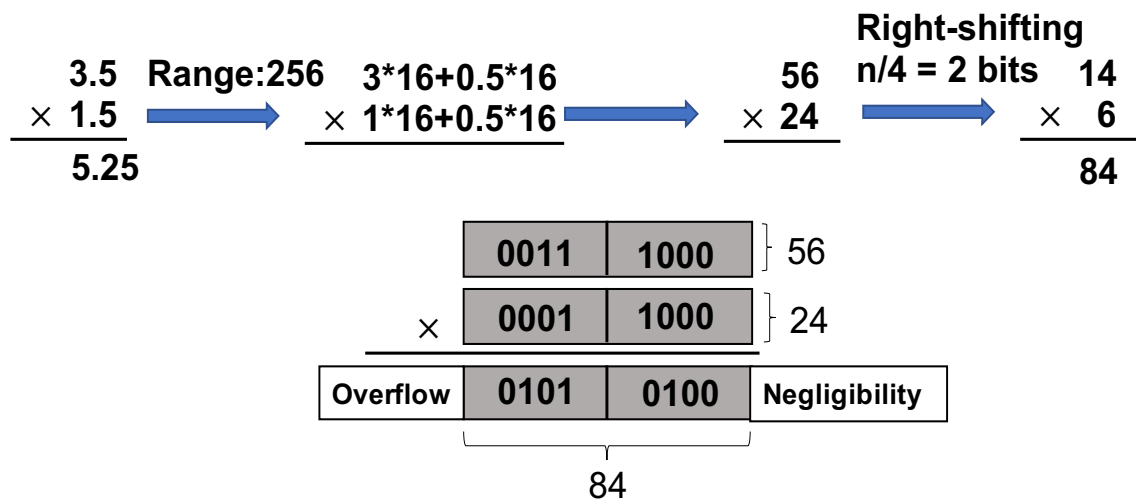 3.5
× 1.5
5.25
Range:256
3*16+0.5*16
× 1*16+0.5*16
56
× 24
Right-shifting
n/4 = 2 bits
14
× 6
84
0011 1000 56
× 0001 1000 24
Overflow 0101 0100 Negligibility
84